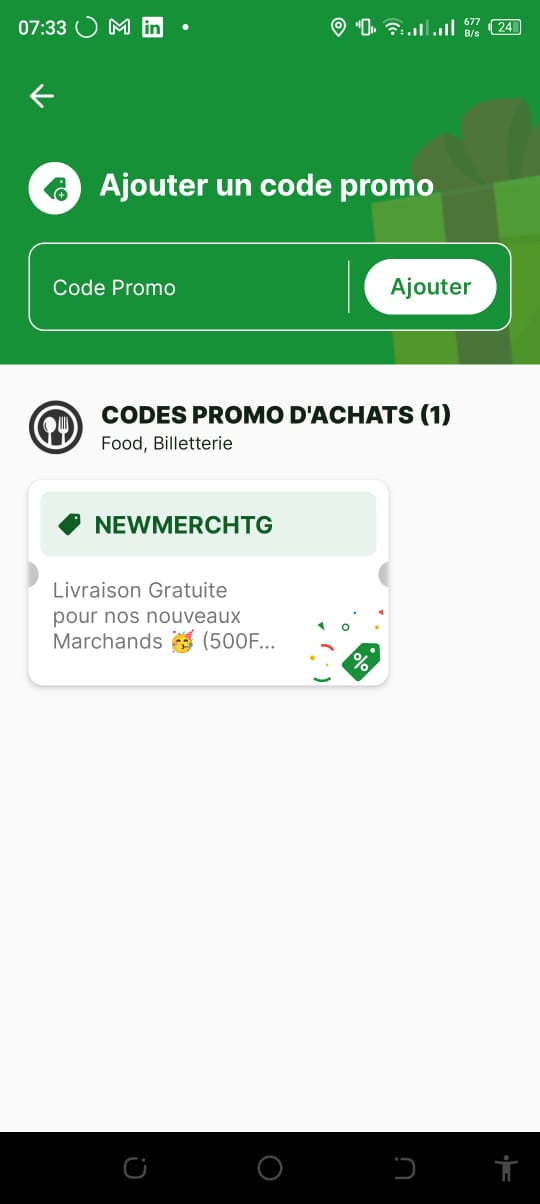 07:33
677
B/s
24
Ajouter un code promo
Code Promo
Ajouter
CODES PROMO D'ACHATS (1)
Food, Billetterie
NEWMERCHTG
Livraison Gratuite
pour nos nouveaux
Marchands 🥳 (500F...
%